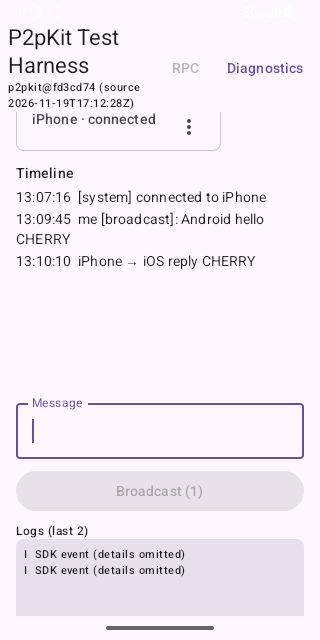 P2pKit Test
Harness
p2pkit@fd3cd74 (source
2026-11-19T17:12:28Z)
RPC
Diagnostics
iPhone · connected
Timeline
13:07:16 [system] connected to iPhone
13:09:45 me [broadcast]: Android hello
CHERRY
13:10:10 iPhone → iOS reply CHERRY
Message
Broadcast (1)
Logs (last 2)
I SDK event (details omitted)
I SDK event (details omitted)